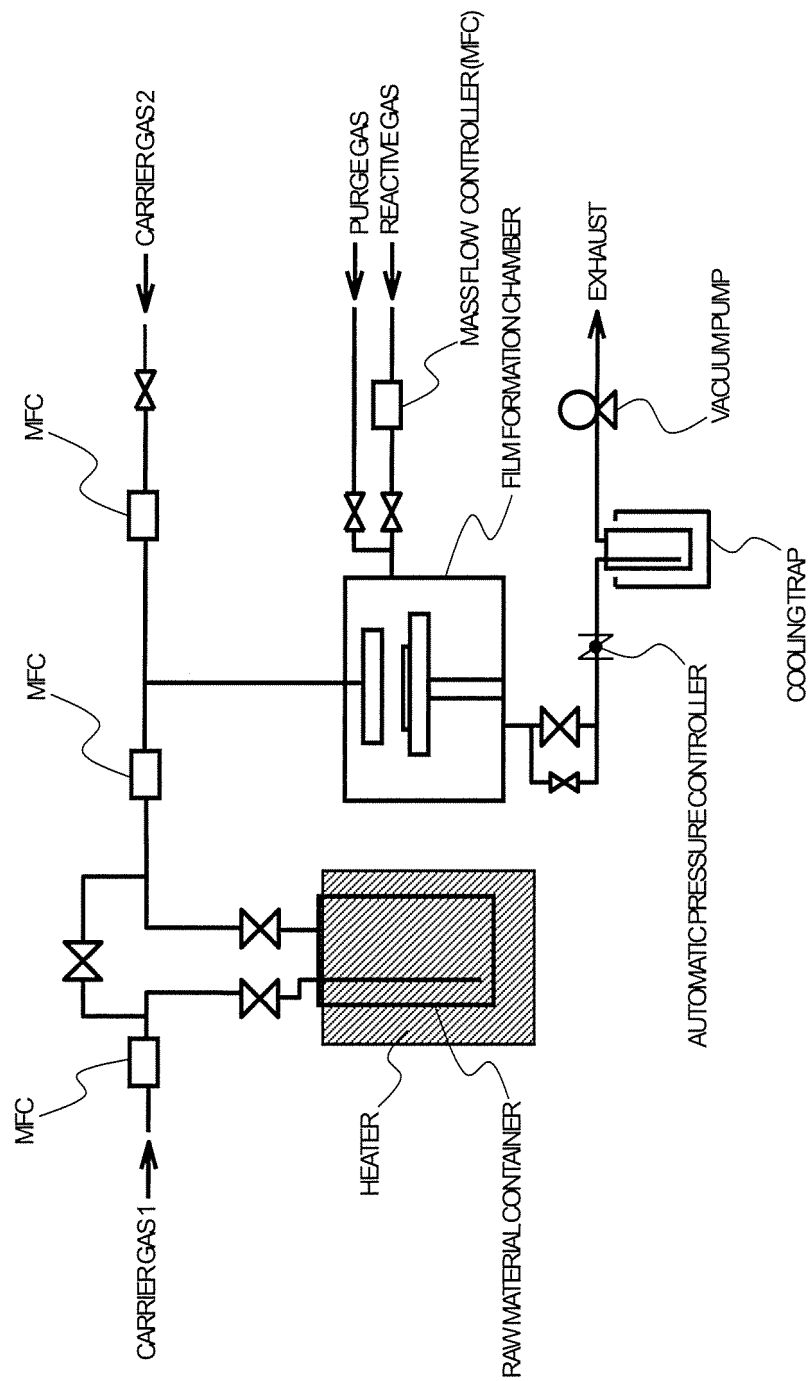 CARRIER GAS 1
MFC
MFC
MFC
CARRIER GAS 2
PURGE GAS
REACTIVE GAS
MASS FLOW CONTROLLER (MFC)
FILM FORMATION CHAMBER
HEATER
RAW MATERIAL CONTAINER
EXHAUST
VACUUM PUMP
COOLING TRAP
AUTOMATIC PRESSURE CONTROLLER